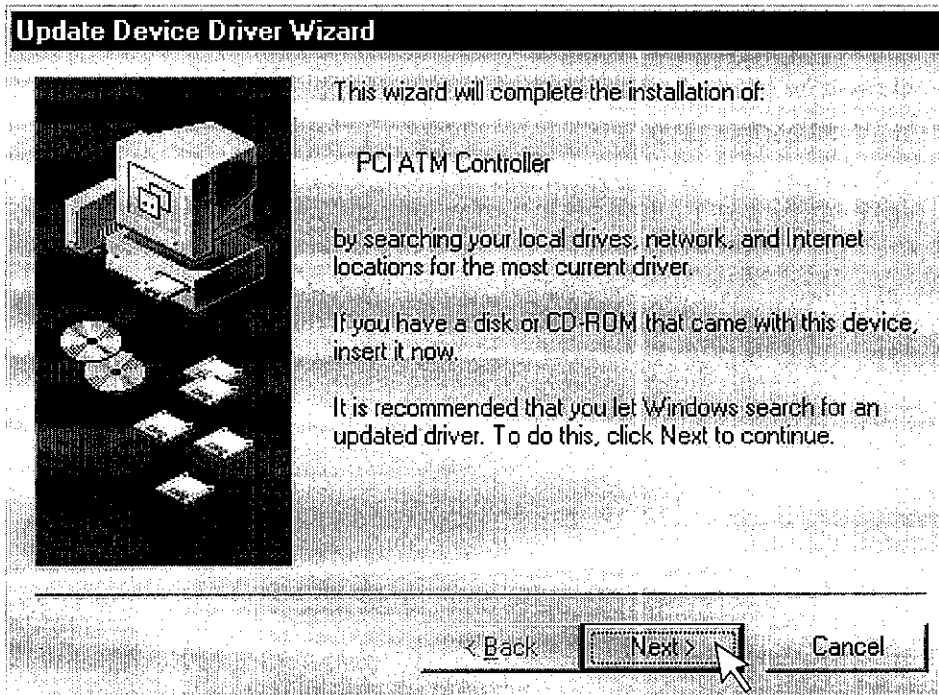 Update Device Driver Wizard
This wizard will complete the installation of:
PCI ATM Controller
by searching your local drives, network, and Internet
locations for the most current driver.
If you have a disk or CD-ROM that came with this device,
insert it now.
It is recommended that you let Windows search for an
updated driver. To do this, click Next to continue.
< Back Next > Cancel